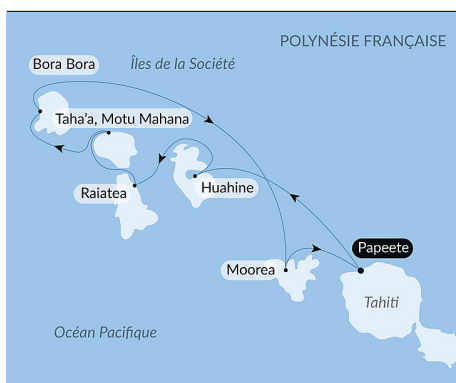 POLYNÉSIE FRANÇAISE
Bora Bora
Îles de la Société
Taha'a, Motu Mahana
Raiatea
Huahine
Papeete
Moorea
Tahiti
Océan Pacifique